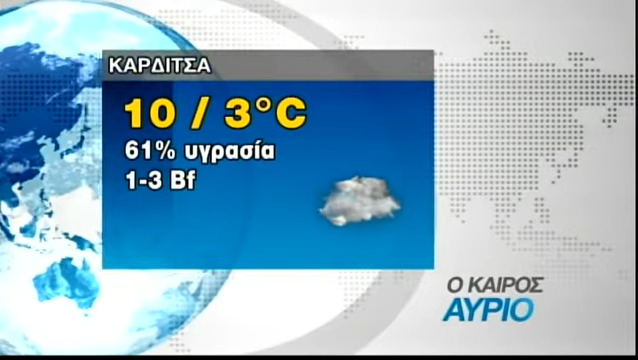 ΚΑΡΔΙΤΣΑ
10 / 3°C
61% υγρασία
1-3 Bf
Ο ΚΑΙΡΟΣ
ΑΥΡΙΟ